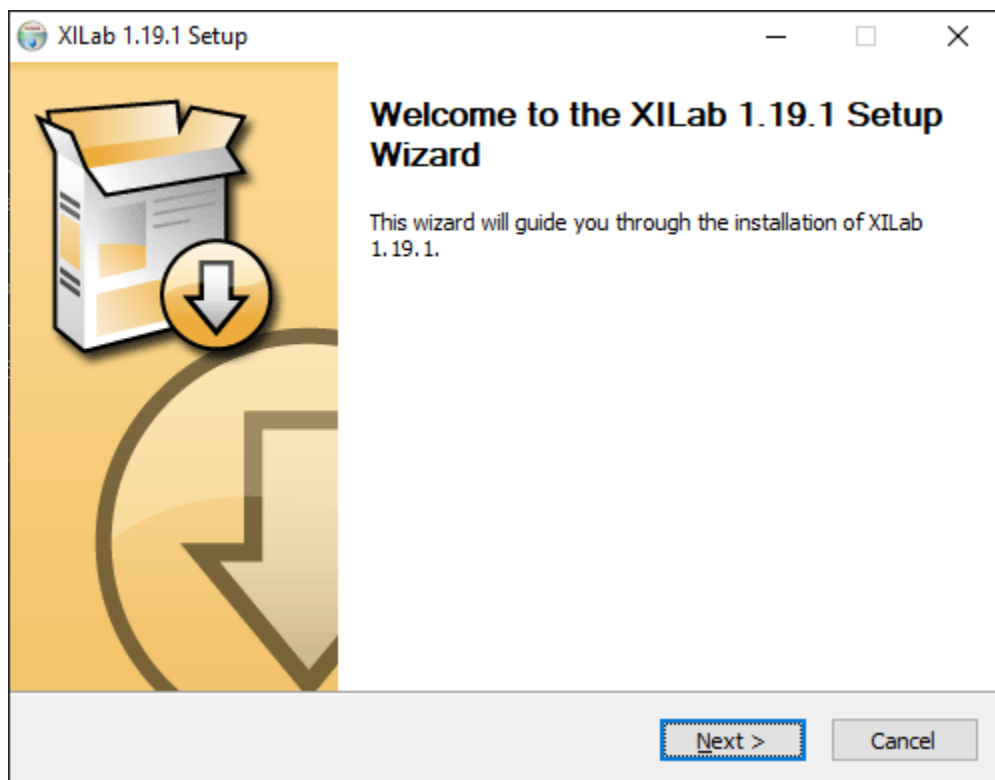 XILab 1.19.1 Setup
Welcome to the XILab 1.19.1 Setup
Wizard
This wizard will guide you through the installation of XILab
1.19.1.
Next >
Cancel